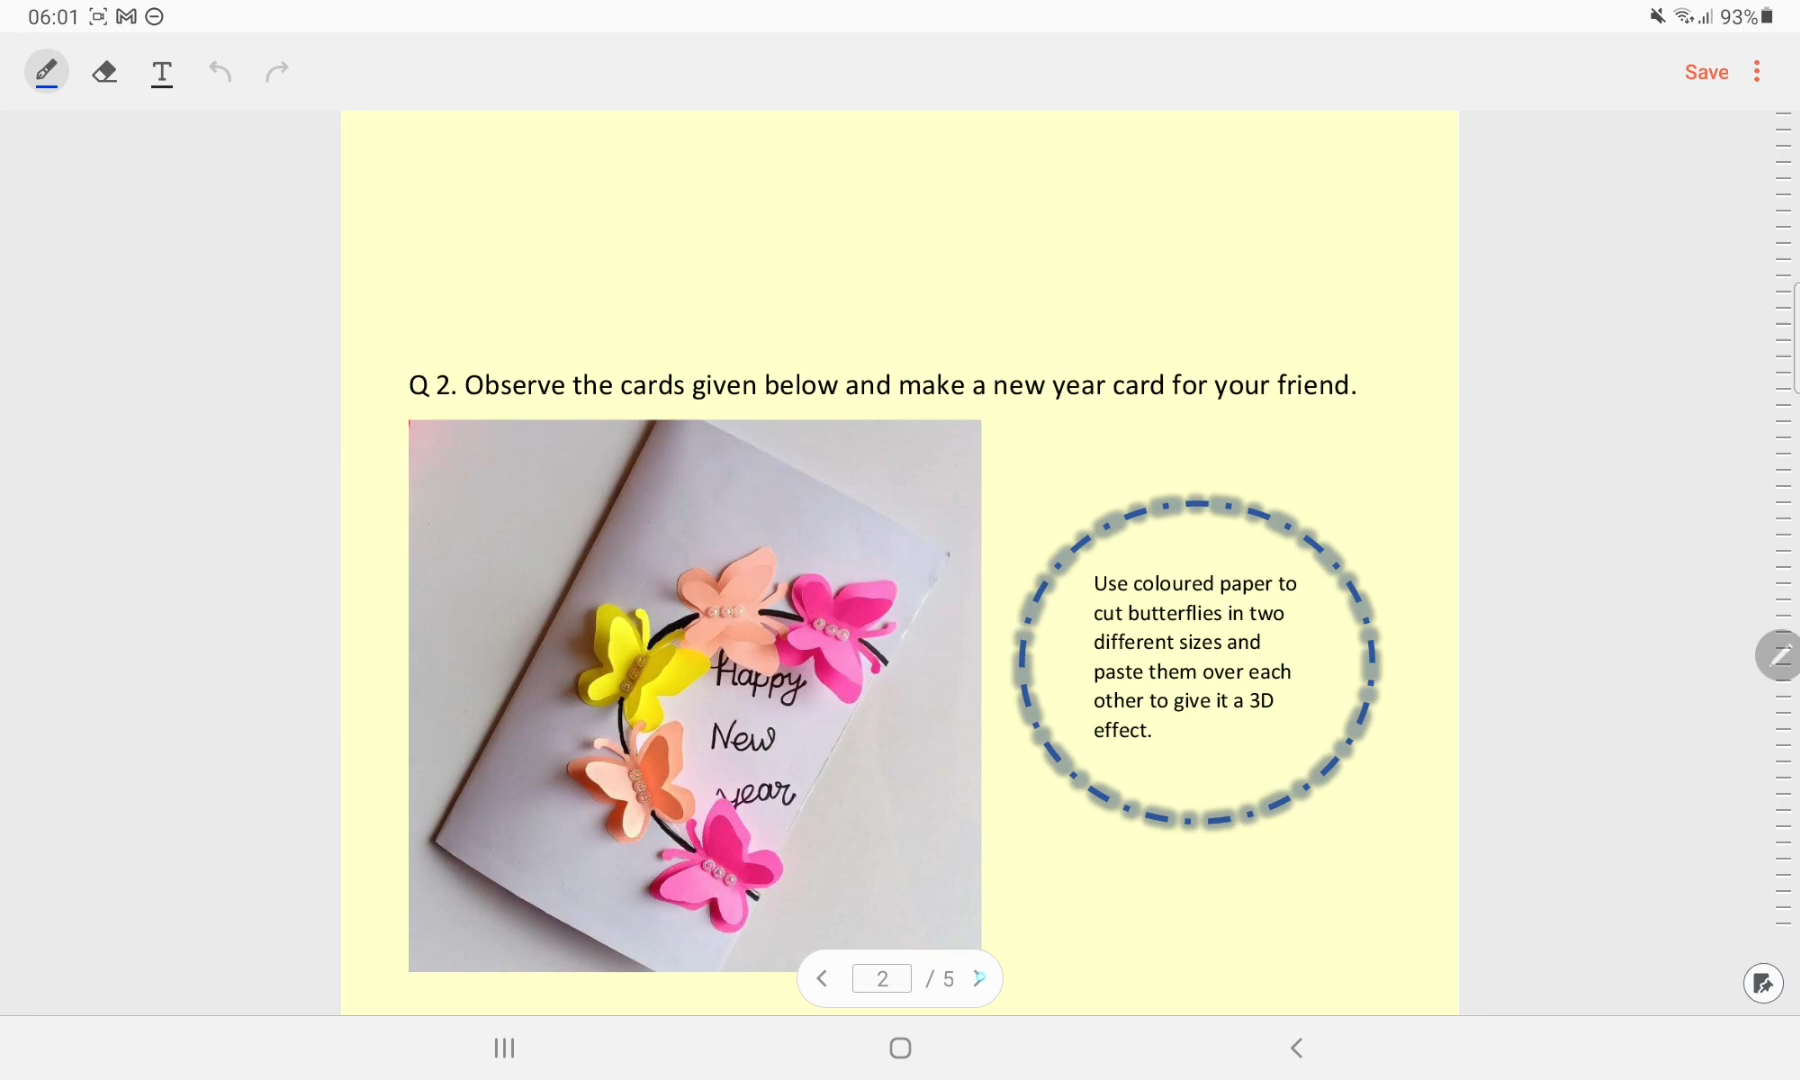 06:01
93%
T
Save
Q 2. Observe the cards given below and make a new year card for your friend.
Happy
New
year
Use coloured paper to
cut butterflies in two
different sizes and
paste them over each
other to give it a 3D
effect.
2 / 5